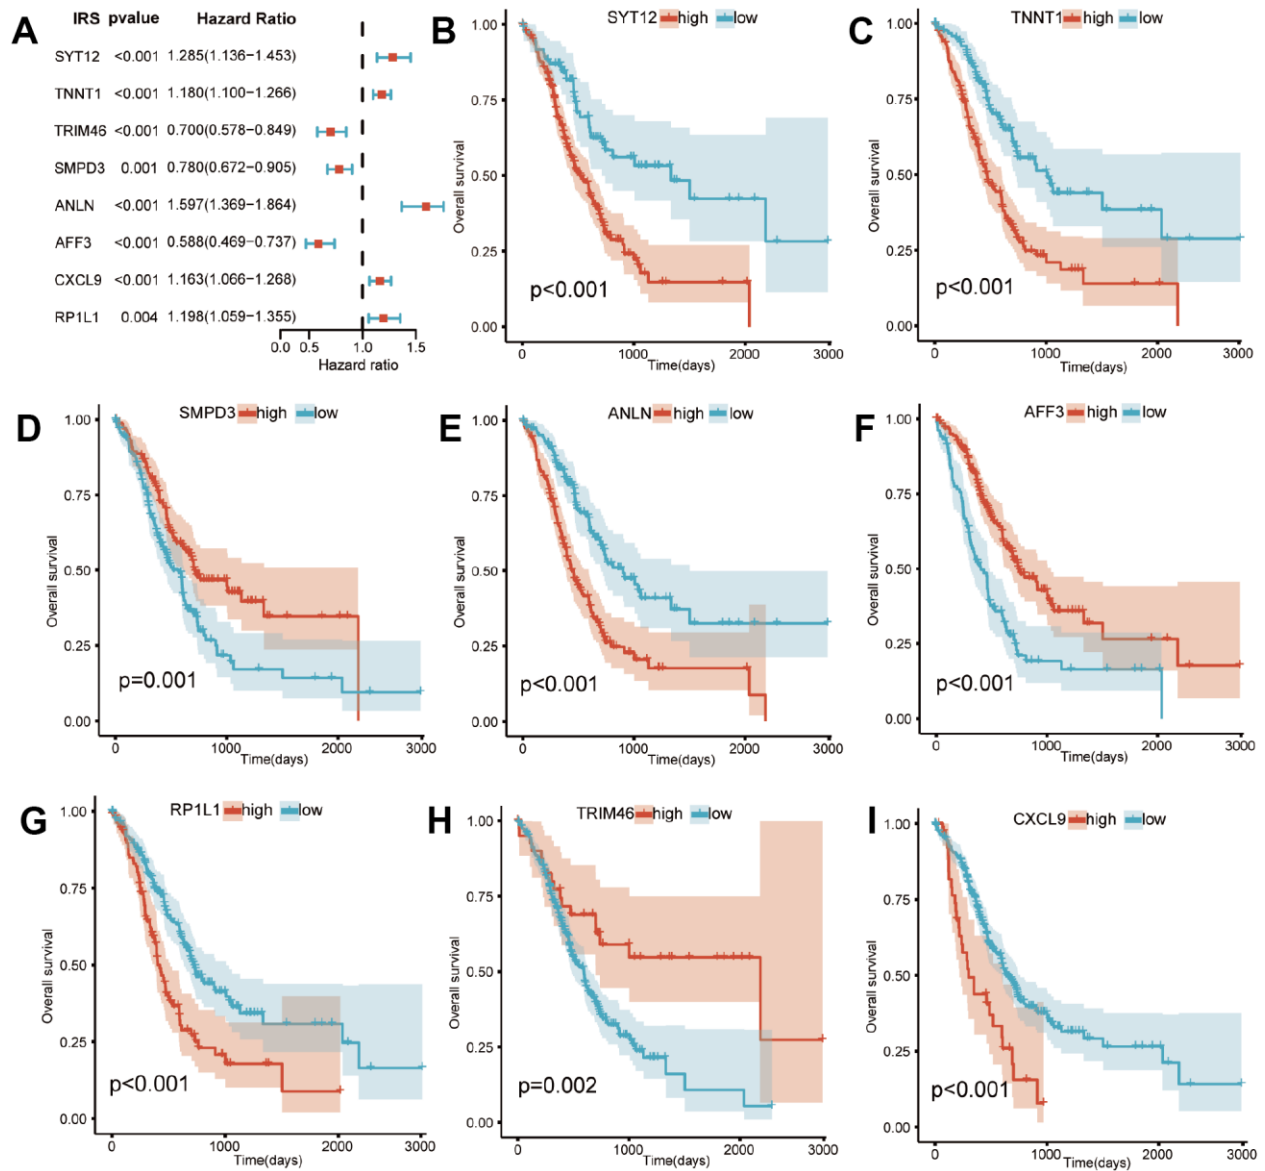 A
IRS pvalue Hazard Ratio
SYT12 <0.001 1.285(1.136−1.453)
TNNT1 <0.001 1.180(1.100−1.266)
TRIM46 <0.001 0.700(0.578−0.849)
SMPD3 0.001 0.780(0.672−0.905)
ANLN <0.001 1.597(1.369−1.864)
AFF3 <0.001 0.588(0.469−0.737)
CXCL9 <0.001 1.163(1.066−1.268)
RP1L1 0.004 1.198(1.059−1.355)
0.0 0.5 1.0 1.5
Hazard ratio
B
SYT12 high low
Overall survival
1.00
0.75
0.50
0.25
0.00
p<0.001
0 1000 2000 3000
Time(days)
C
TNNT1 high low
Overall survival
1.00
0.75
0.50
0.25
0.00
p<0.001
0 1000 2000 3000
Time(days)
D
SMPD3 high low
Overall survival
1.00
0.75
0.50
0.25
0.00
p=0.001
0 1000 2000 3000
Time(days)
E
ANLN high low
Overall survival
1.00
0.75
0.50
0.25
0.00
p<0.001
0 1000 2000 3000
Time(days)
F
AFF3 high low
Overall survival
1.00
0.75
0.50
0.25
0.00
p<0.001
0 1000 2000 3000
Time(days)
G
RP1L1 high low
Overall survival
1.00
0.75
0.50
0.25
0.00
p<0.001
0 1000 2000 3000
Time(days)
H
TRIM46 high low
Overall survival
1.00
0.75
0.50
0.25
0.00
p=0.002
0 1000 2000 3000
Time(days)
I
CXCL9 high low
Overall survival
1.00
0.75
0.50
0.25
0.00
p<0.001
0 1000 2000 3000
Time(days)